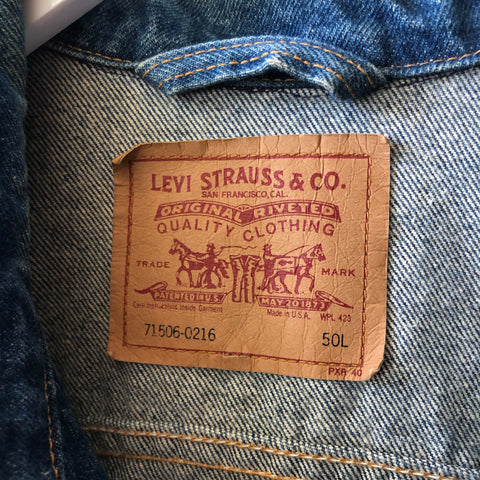 LEVI STRAUSS & CO.
SAN FRANCISCO, CAL.
ORIGINAL RIVETED
QUALITY CLOTHING
TRADE MARK
PATENTED IN U.S. MAY 20 1873
Care Instructions Inside Garment Made in U.S.A. WPL 423
71506-0216 50L
PXR 40